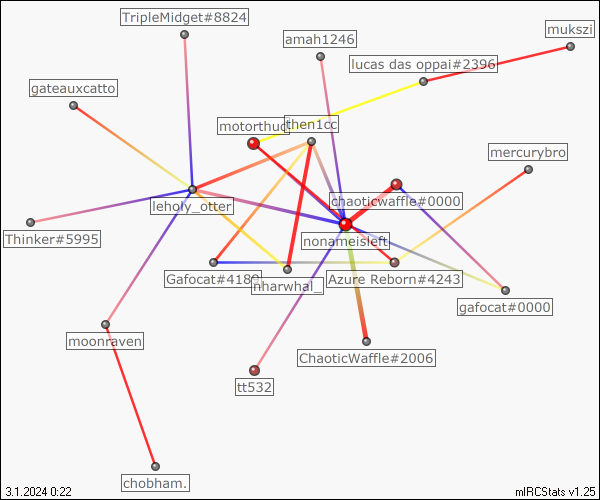 TripleMidget#8824
mukszi
amah1246
lucas das oppai#2396
gateauxcatto
motorthud
then1cc
mercurybro
chaoticwaffle#0000
leholy_otter
Thinker#5995
nonameisleft
Gafocat#4180
nharwhal_
Azure Reborn#4243
gafocat#0000
moonraven
ChaoticWaffle#2006
tt532
chobham.
3.1.2024 0:22
mIRCStats v1.25